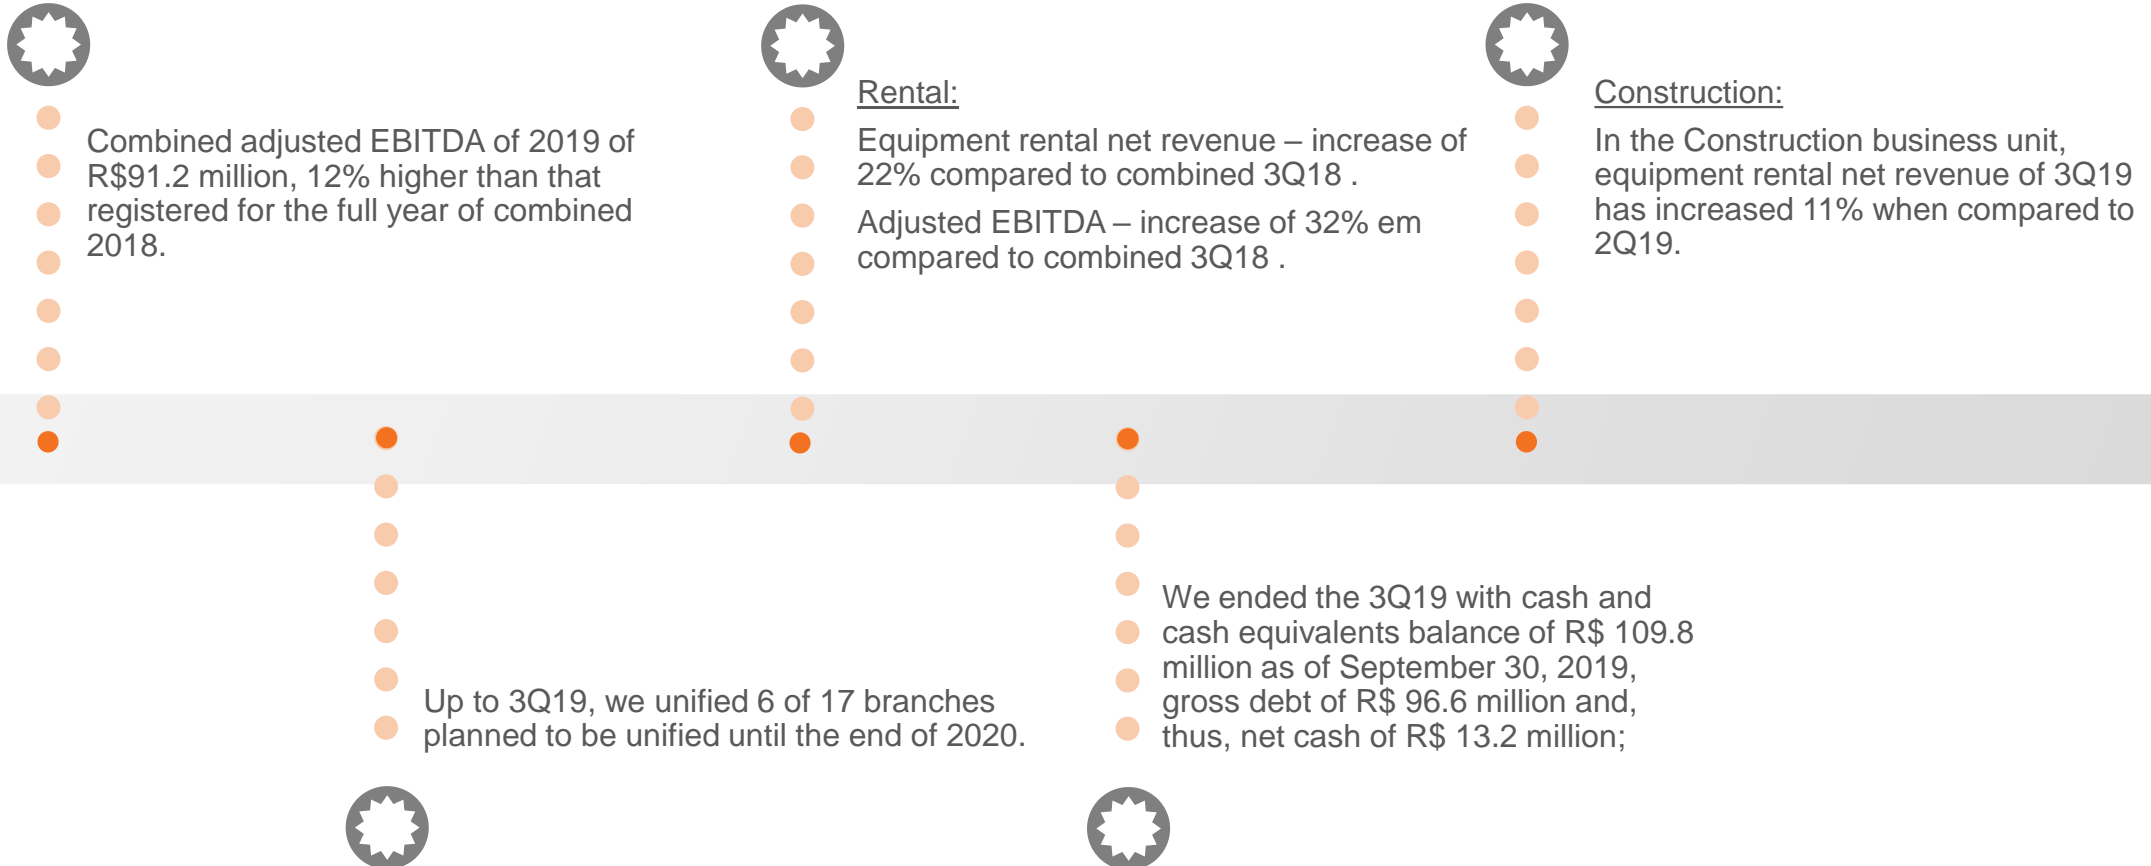 Combined adjusted EBITDA of 2019 of
R$91.2 million, 12% higher than that
registered for the full year of combined
2018.
Up to 3Q19, we unified 6 of 17 branches
planned to be unified until the end of 2020.
Rental:
Equipment rental net revenue – increase of
22% compared to combined 3Q18 .
Adjusted EBITDA – increase of 32% em
compared to combined 3Q18 .
We ended the 3Q19 with cash and
cash equivalents balance of R$ 109.8
million as of September 30, 2019,
gross debt of R$ 96.6 million and,
thus, net cash of R$ 13.2 million;
Construction:
In the Construction business unit,
equipment rental net revenue of 3Q19
has increased 11% when compared to
2Q19.